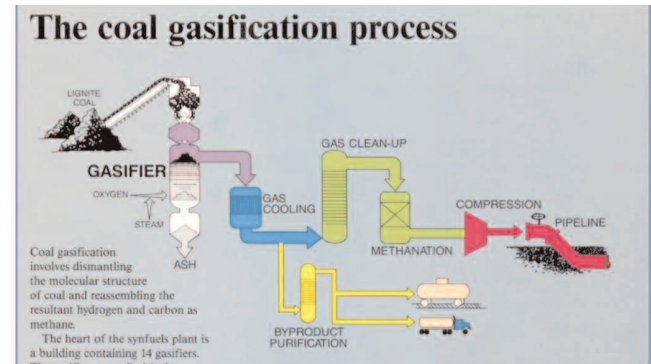 The coal gasification process
LIGNITE
COAL
GASIFIER
OXYGEN
STEAM
ASH
GAS
COOLING
GAS CLEAN-UP
METHANATION
COMPRESSION
PIPELINE
BYPRODUCT
PURIFICATION
Coal gasification
involves dismantling
the molecular structure
of coal and reassembling the
resultant hydrogen and carbon as
methane.
The heart of the synfuels plant is
a building containing 14 gasifiers.